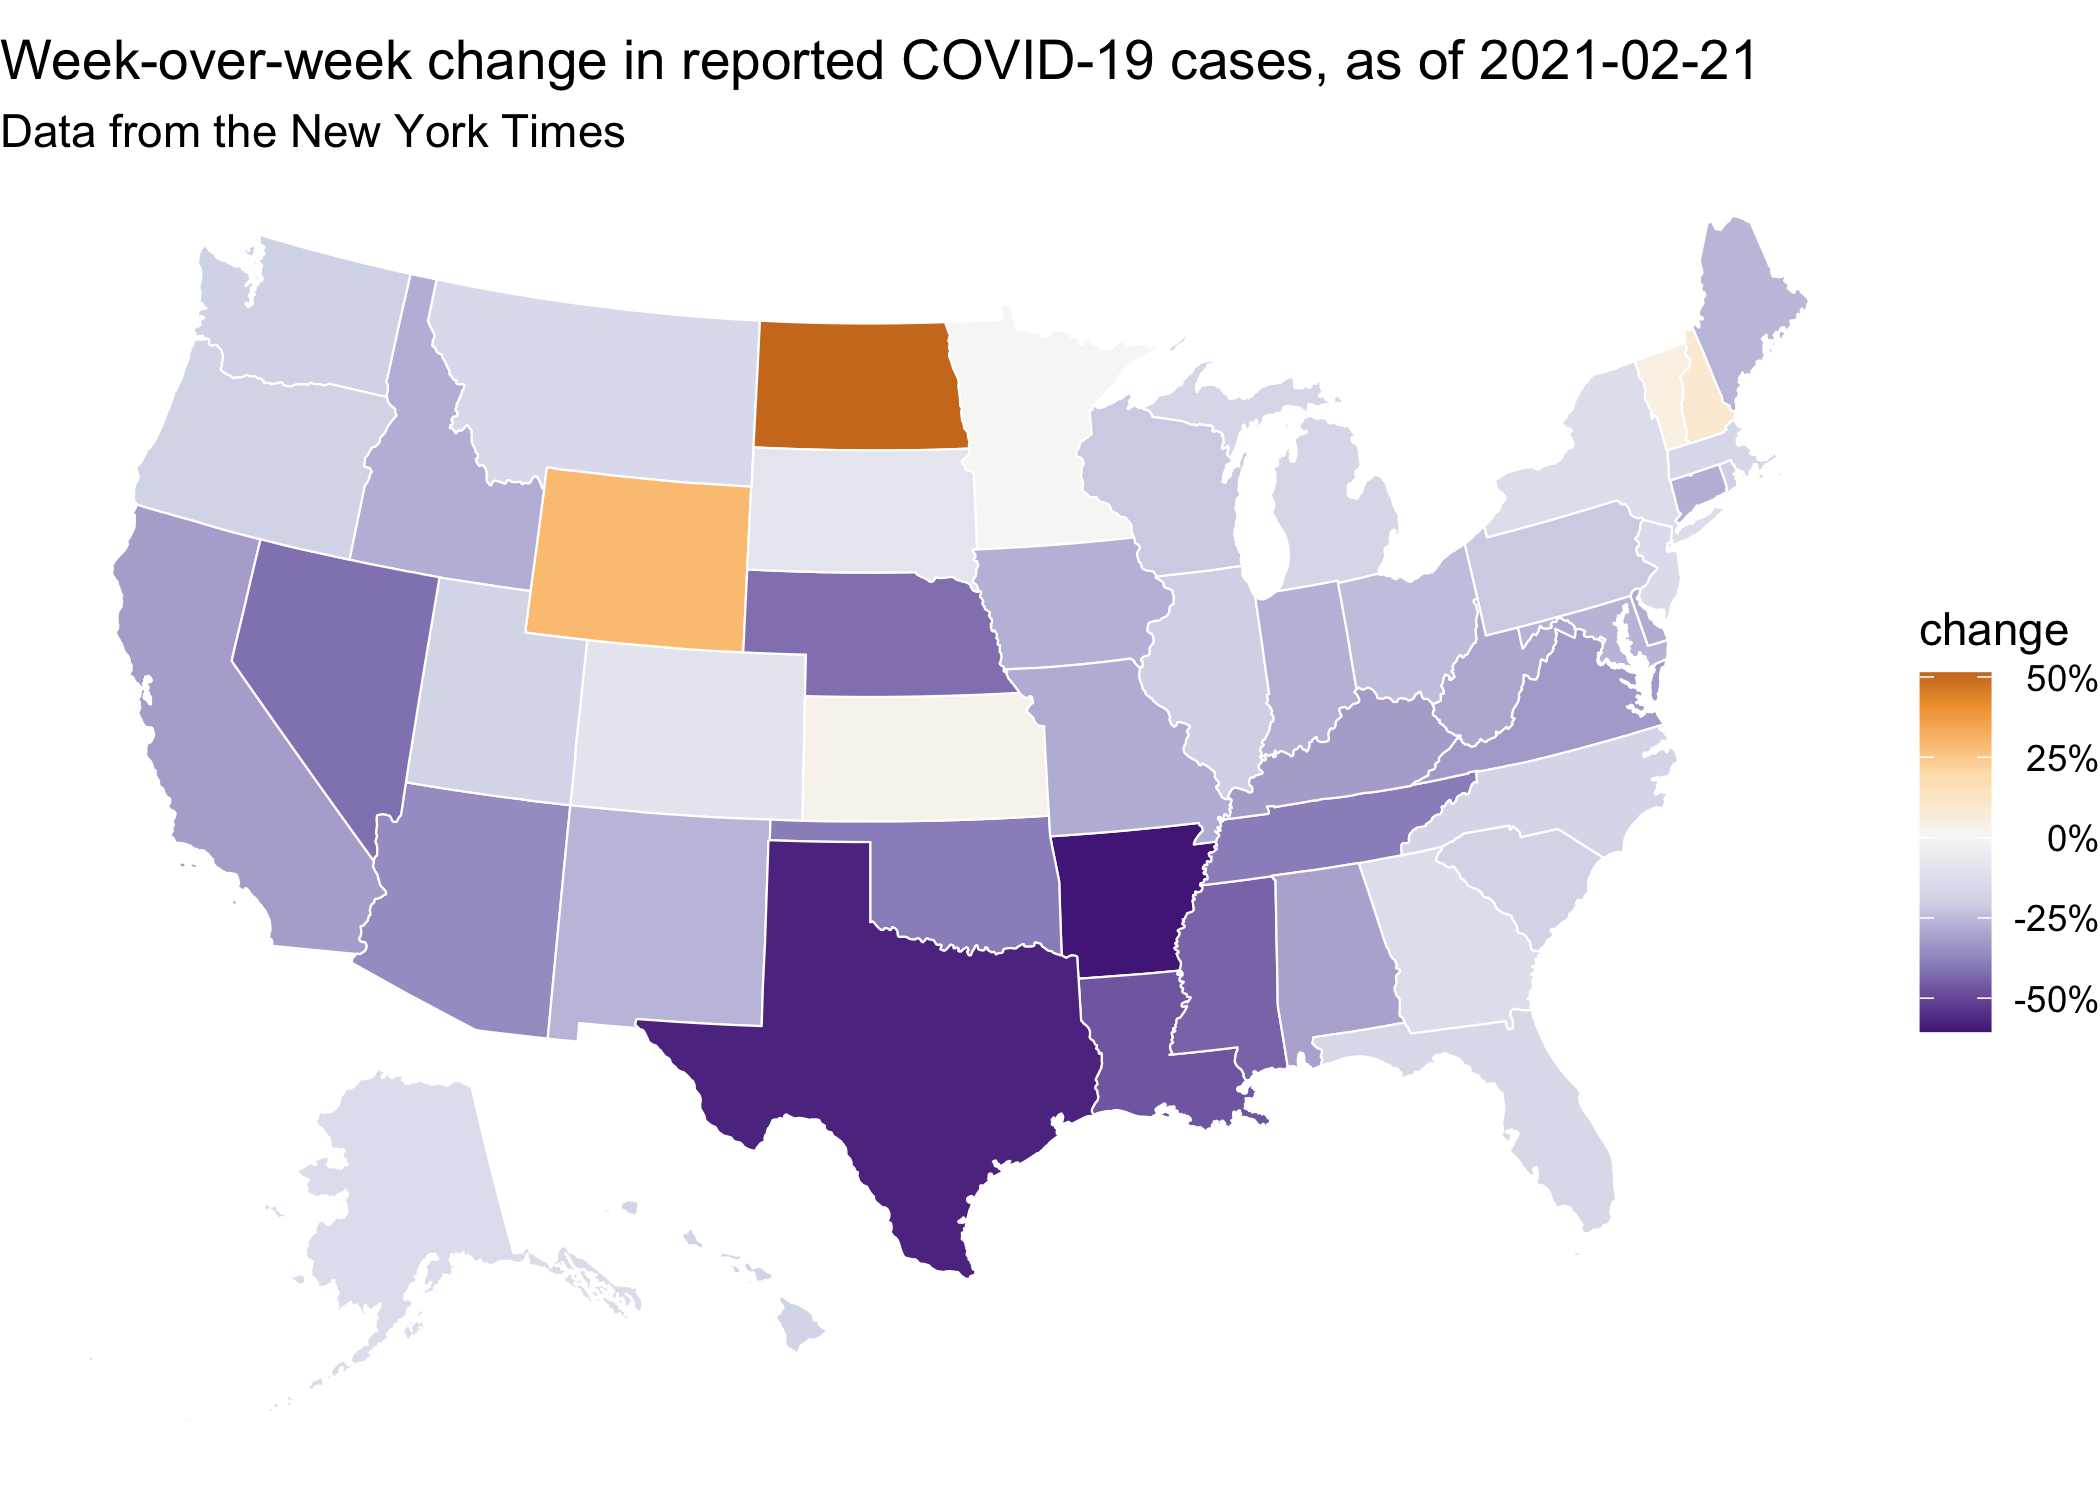 Week-over-week change in reported COVID-19 cases, as of 2021-02-21
Data from the New York Times
change
50%
25%
0%
-25%
-50%